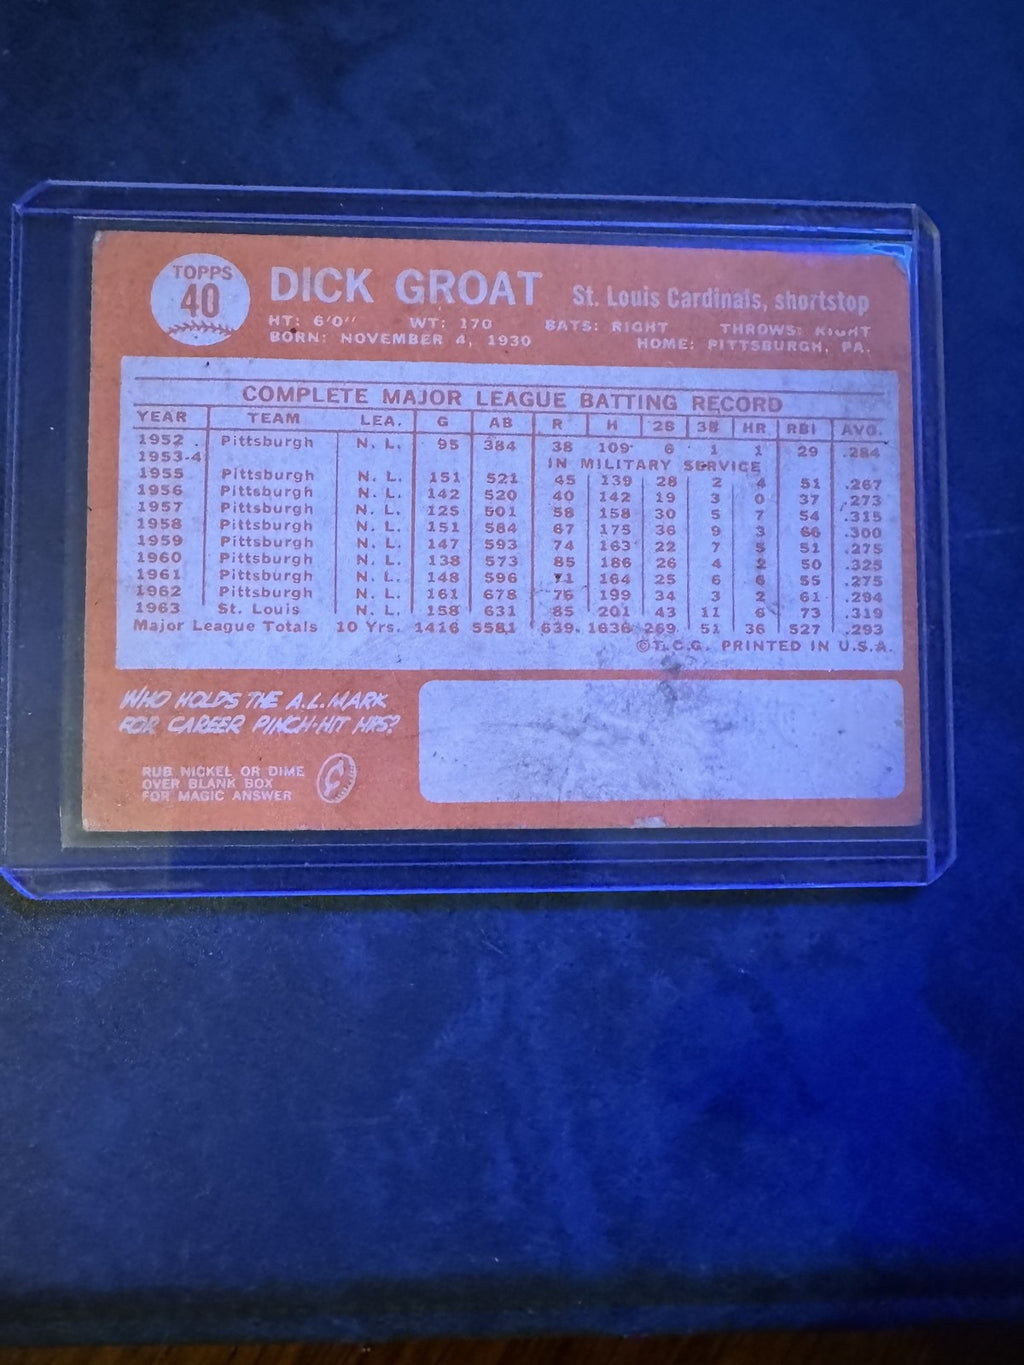 TOPPS
40
DICK GROAT St. Louis Cardinals, shortstop
HT: 6'0" WT: 170 BATS: RIGHT THROWS: RIGHT
BORN: NOVEMBER 4, 1930 HOME: PITTSBURGH, PA.
COMPLETE MAJOR LEAGUE BATTING RECORD
YEAR TEAM LEA. G AB R H 2B 3B HR RBI AVG.
1952 Pittsburgh N. L. 95 384 38 109 6 1 1 29 .284
1953-4 IN MILITARY SERVICE
1955 Pittsburgh N. L. 151 521 45 139 28 2 4 51 .267
1956 Pittsburgh N. L. 142 520 40 142 19 3 0 37 .273
1957 Pittsburgh N. L. 125 501 58 158 30 5 7 54 .315
1958 Pittsburgh N. L. 151 584 67 175 36 9 3 66 .300
1959 Pittsburgh N. L. 147 593 74 163 22 7 5 51 .275
1960 Pittsburgh N. L. 138 573 85 186 26 4 2 50 .325
1961 Pittsburgh N. L. 148 596 71 164 25 6 6 55 .275
1962 Pittsburgh N. L. 161 678 76 199 34 3 2 61 .294
1963 St. Louis N. L. 158 631 85 201 43 11 6 73 .319
Major League Totals 10 Yrs. 1416 5581 639 1636 269 51 36 527 .293
©T.C.G. PRINTED IN U.S.A.
WHO HOLDS THE A.L. MARK
FOR CAREER PINCH-HIT HRS?
RUB NICKEL OR DIME
OVER BLANK BOX
FOR MAGIC ANSWER